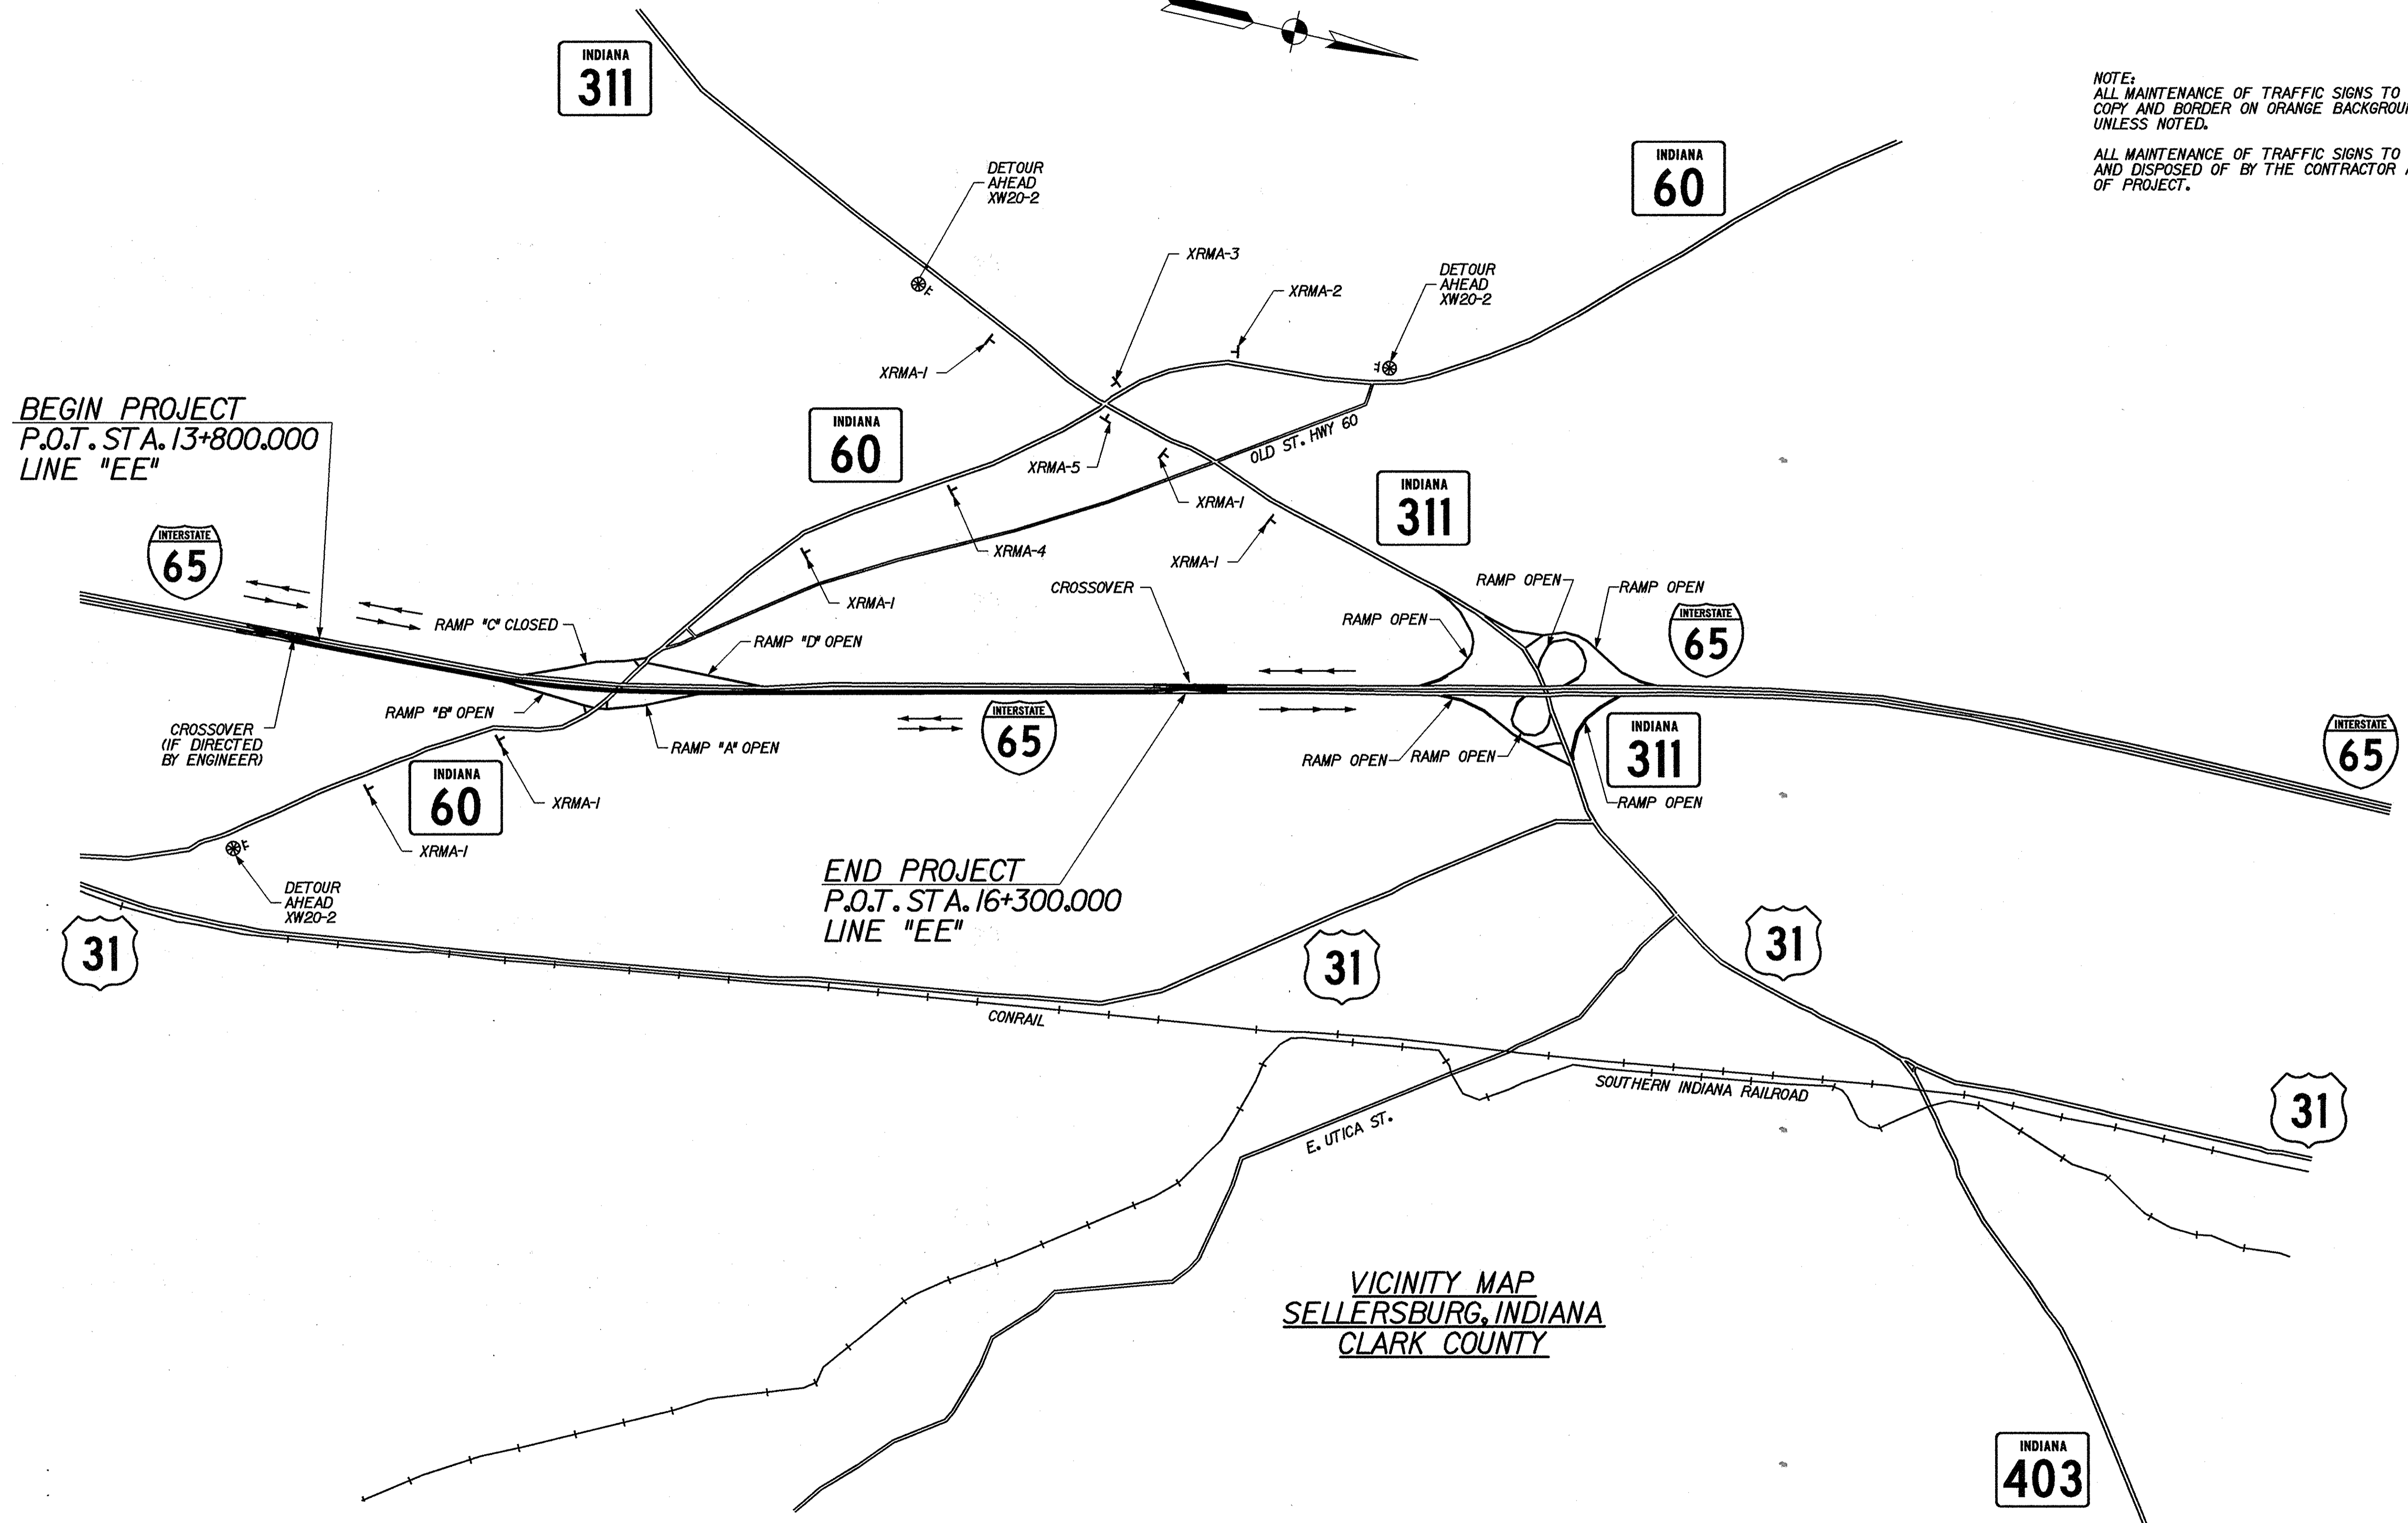 INDIANA
311
NOTE:
ALL MAINTENANCE OF TRAFFIC SIGNS TO
COPY AND BORDER ON ORANGE
UNLESS NOTED.
ALL MAINTENANCE OF TRAFFIC SIGNS TO
AND DISPOSED OF BY THE CONTRACTOR
OF PROJECT.
DETOUR
AHEAD
XW20-2
INDIANA
60
XRMA-3
XRMA-2
DETOUR
AHEAD
XW20-2
XRMA-1
BEGIN PROJECT
P.O.T. STA. 13+800.000
LINE "EE"
INDIANA
60
OLD ST. HWY 60
XRMA-5
XRMA-1
INDIANA
311
XRMA-4
XRMA-1
INTERSTATE
65
CROSSOVER
RAMP OPEN
RAMP OPEN
XRMA-1
RAMP "C" CLOSED
RAMP "D" OPEN
RAMP OPEN
INTERSTATE
65
RAMP "B" OPEN
RAMP "A" OPEN
INTERSTATE
65
CROSSOVER
(IF DIRECTED
BY ENGINEER)
RAMP OPEN
RAMP OPEN
INDIANA
311
INTERSTATE
65
INDIANA
60
XRMA-1
RAMP OPEN
XRMA-1
END PROJECT
P.O.T. STA. 16+300.000
LINE "EE"
DETOUR
AHEAD
XW20-2
31
31
31
CONRAIL
SOUTHERN INDIANA RAILROAD
31
E. UTICA ST.
VICINITY MAP
SELLERSBURG, INDIANA
CLARK COUNTY
INDIANA
403